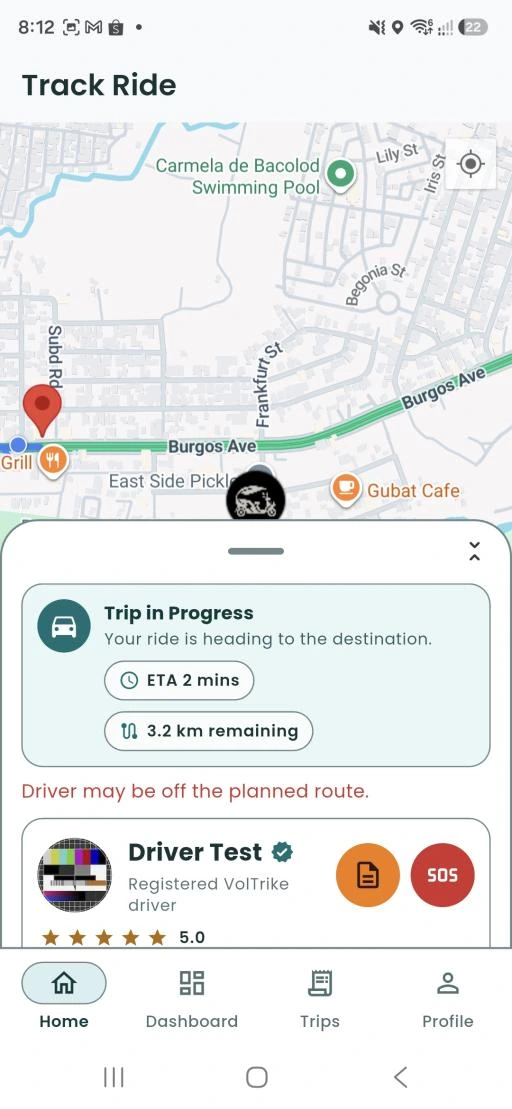 8:12
22
Track Ride
Carmela de Bacolod
Swimming Pool
Lily St
Iris St
Begonia St
Subd Rd
Frankfurt St
Burgos Ave
Burgos Ave
Grill
East Side Pickle
Gubat Cafe
Trip in Progress
Your ride is heading to the destination.
ETA 2 mins
3.2 km remaining
Driver may be off the planned route.
Driver Test
Registered VolTrike
driver
SOS
5.0
Home
Dashboard
Trips
Profile